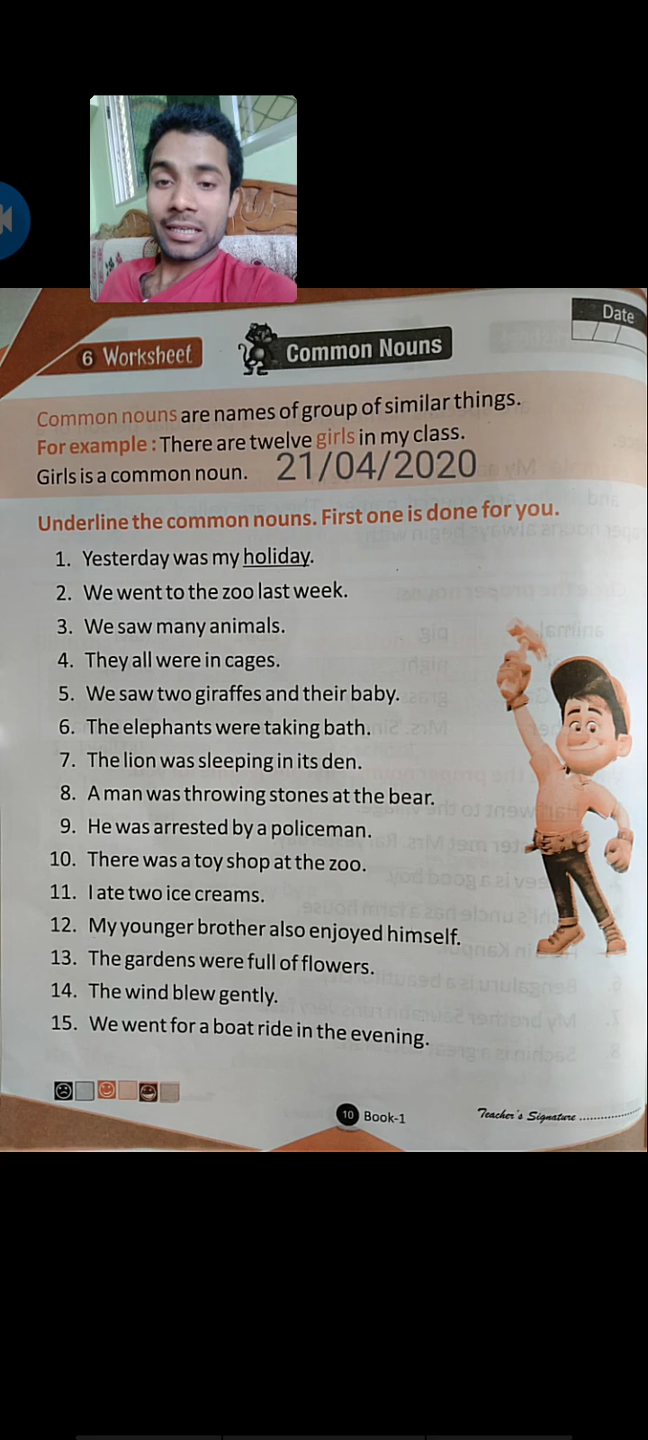 Date
6 Worksheet
Common Nouns
Common nouns are names of group of similar things.
For example : There are twelve girls in my class.
Girls is a common noun. 21/04/2020
Underline the common nouns. First one is done for you.
1. Yesterday was my holiday.
2. We went to the zoo last week.
3. We saw many animals.
4. They all were in cages.
5. We saw two giraffes and their baby.
6. The elephants were taking bath.
7. The lion was sleeping in its den.
8. A man was throwing stones at the bear.
9. He was arrested by a policeman.
10. There was a toy shop at the zoo.
11. I ate two ice creams.
12. My younger brother also enjoyed himself.
13. The gardens were full of flowers.
14. The wind blew gently.
15. We went for a boat ride in the evening.
10 Book-1
Teacher's Signature ................